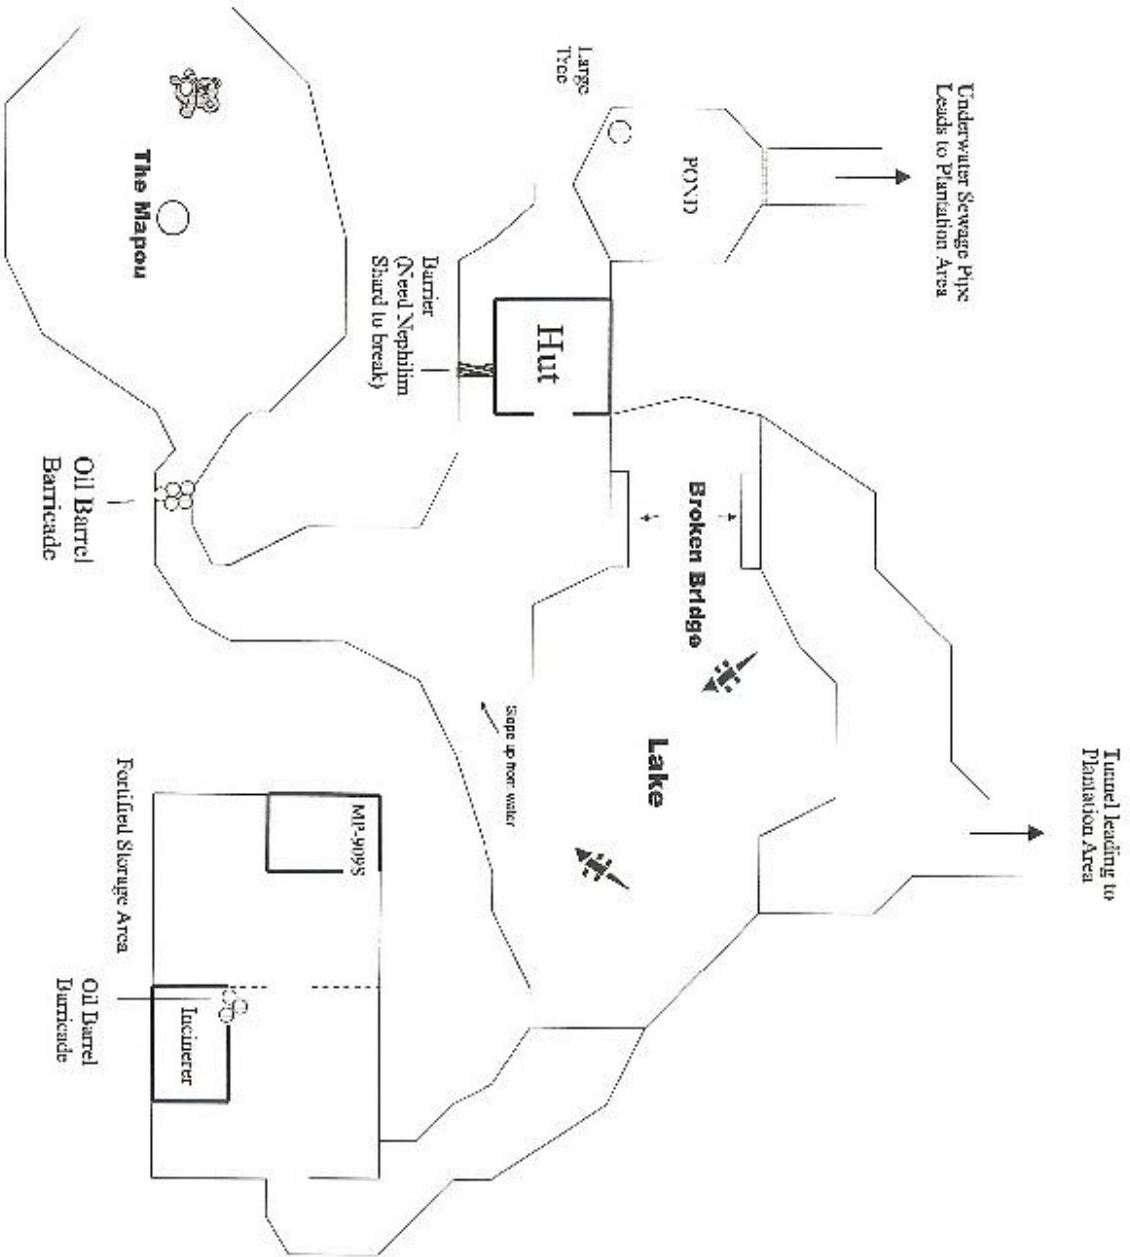 Underwater Sewage Pipe
Leads to Plantation Area
Large
Tree
POND
Tunnel leading to
Plantation Area
Barrier
(Need Nephilim
Shard to break)
Hut
Broken Bridge
Lake
Slope up from water
The Mapou
Oil Barrel
Barricade
MP-909S
Fortified Storage Area
Incinerer
Oil Barrel
Barricade